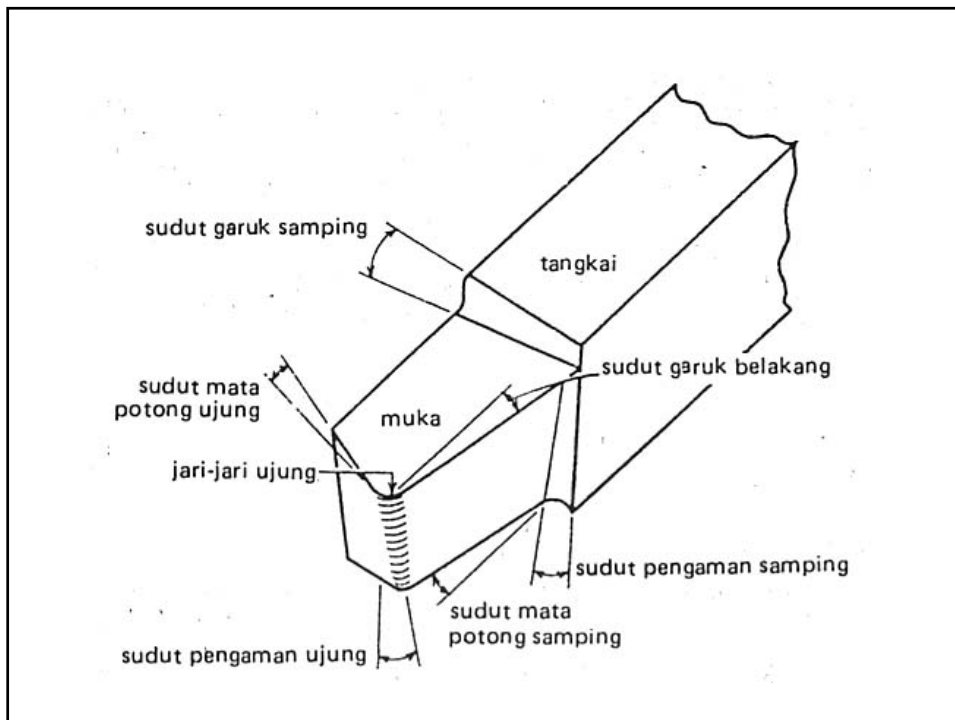 sudut garuk samping
tangkai
sudut garuk belakang
sudut mata
potong ujung
muka
jari-jari ujung
sudut pengaman samping
sudut mata
potong samping
sudut pengaman ujung